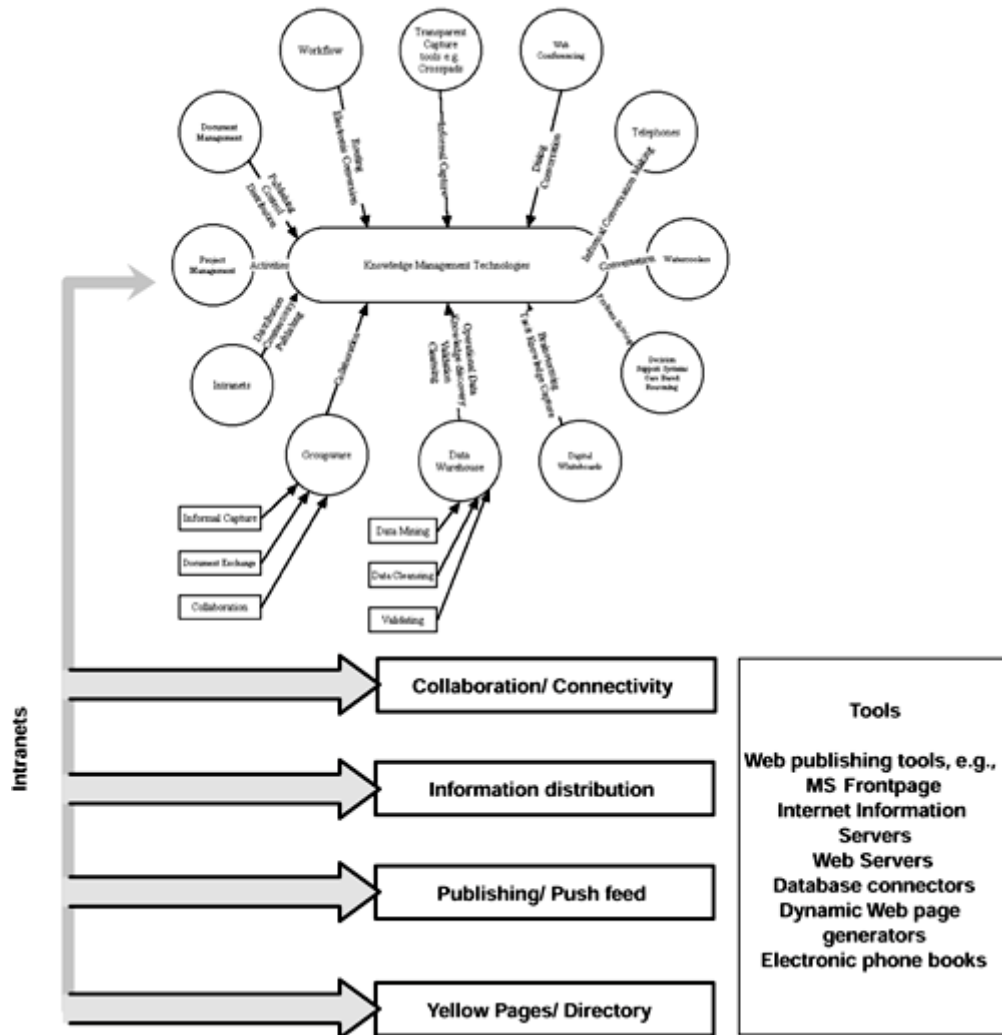 Workflow
Transparent
Capture
tools e.g.
Crosspads
Web
Conferencing
Document
Management
Telephones
Routing
Electronic Conversion
Informal Capture
Dialog
Conversation
Informal Conversation Making
Publishing
Control
Distribution
Project
Management
Activities
Knowledge Management Technologies
Conversation
Watercoolers
Distribution
Connectivity
Publishing
Intranets
Collaboration
Operational Data
Knowledge discovery
Validation
Cleansing
Brainstorming
Tacit Knowledge Capture
Decision
Support Systems
Case Based
Reasoning
Groupware
Data
Warehouse
Digital
Whiteboards
Informal Capture
Document Exchange
Collaboration
Data Mining
Data Cleansing
Validating
Intranets
Collaboration/ Connectivity
Information distribution
Publishing/ Push feed
Yellow Pages/ Directory
Tools
Web publishing tools, e.g.,
MS Frontpage
Internet Information
Servers
Web Servers
Database connectors
Dynamic Web page
generators
Electronic phone books